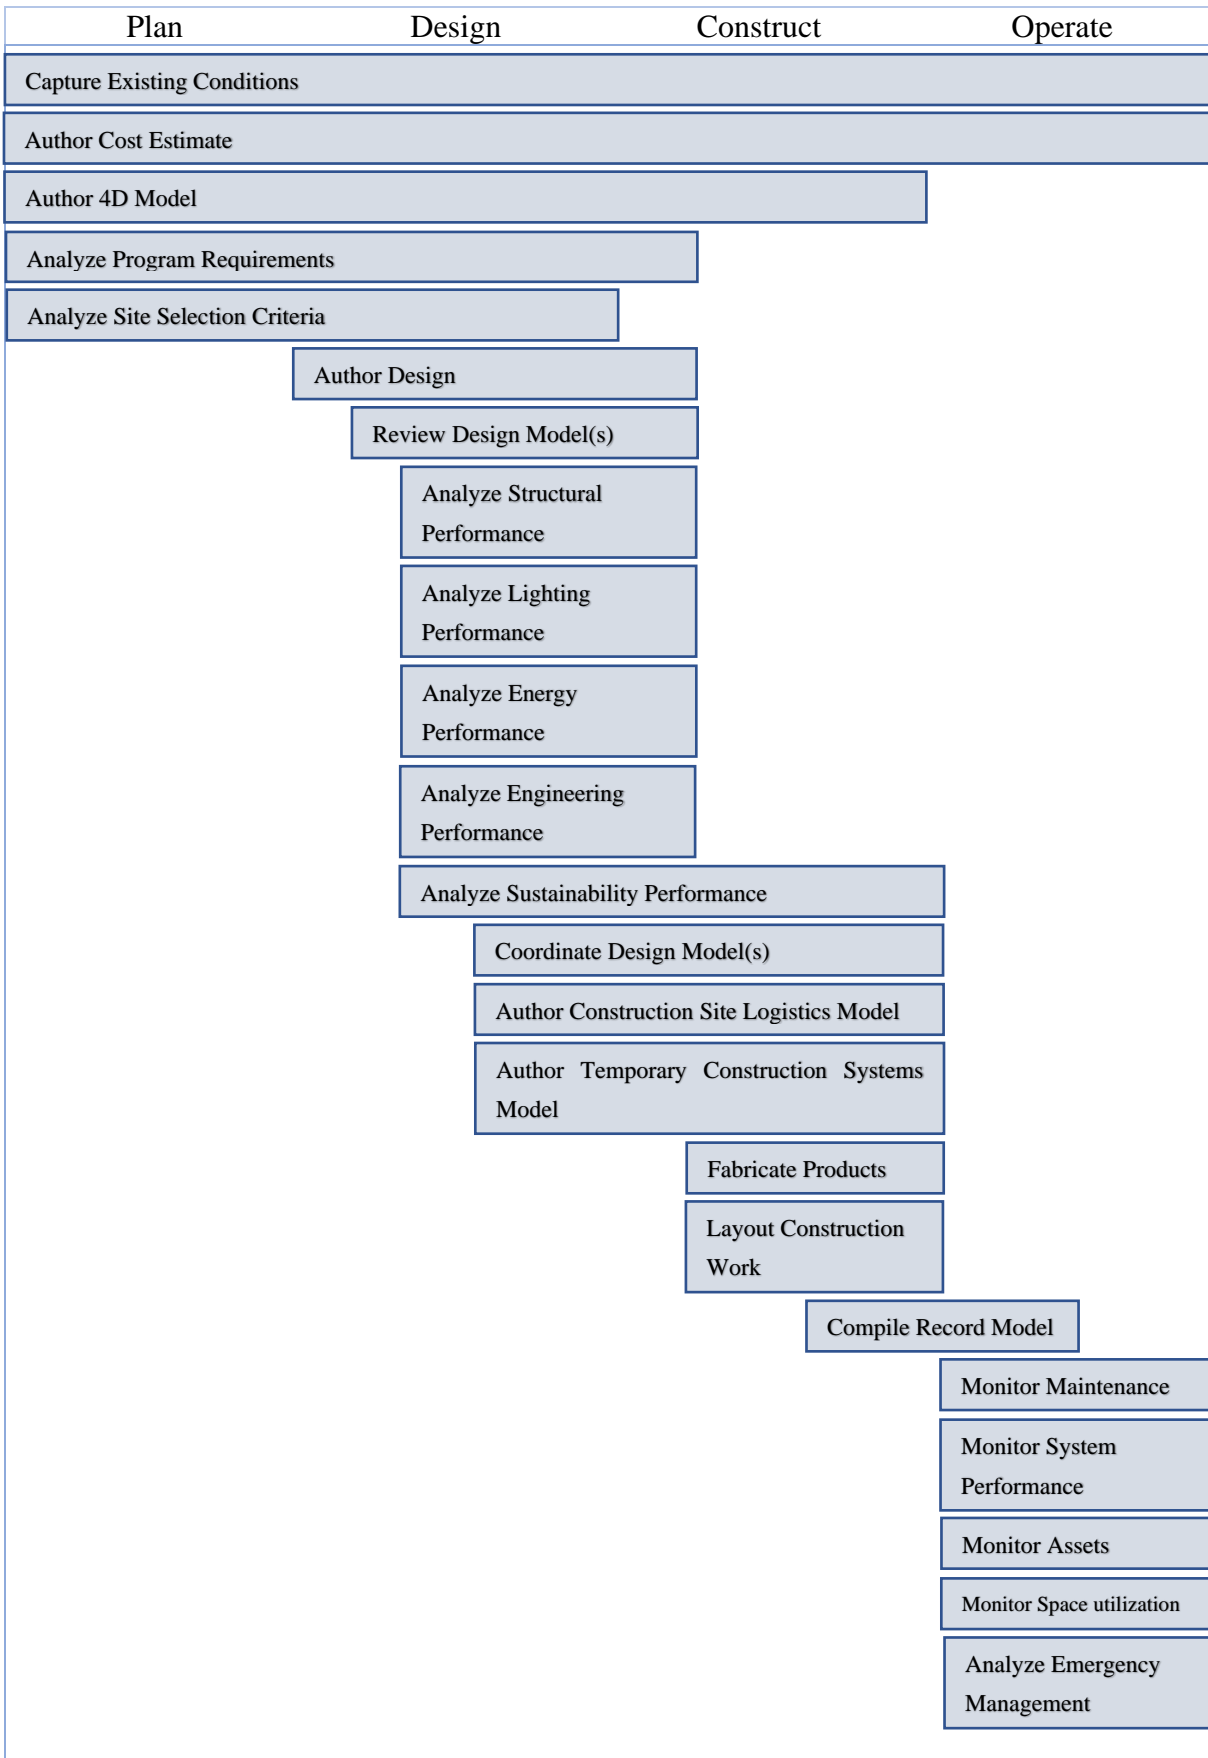 Plan Design Construct Operate
Capture Existing Conditions
Author Cost Estimate
Author 4D Model
Analyze Program Requirements
Analyze Site Selection Criteria
Author Design
Review Design Model(s)
Analyze Structural
Performance
Analyze Lighting
Performance
Analyze Energy
Performance
Analyze Engineering
Performance
Analyze Sustainability Performance
Coordinate Design Model(s)
Author Construction Site Logistics Model
Author Temporary Construction Systems
Model
Fabricate Products
Layout Construction
Work
Compile Record Model
Monitor Maintenance
Monitor System
Performance
Monitor Assets
Monitor Space utilization
Analyze Emergency
Management